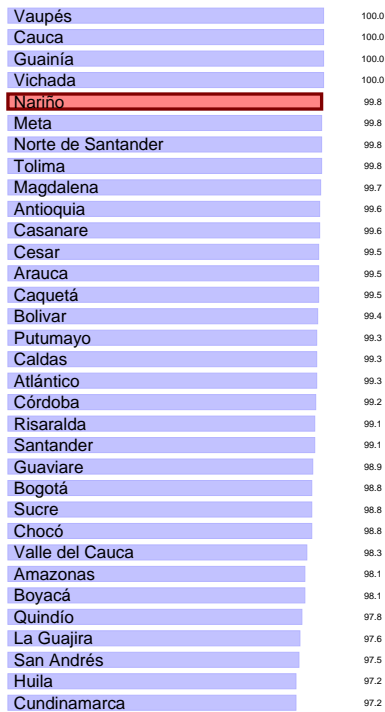 Vaupés 100.0
Cauca 100.0
Guainía 100.0
Vichada 100.0
Nariño 99.8
Meta 99.8
Norte de Santander 99.8
Tolima 99.8
Magdalena 99.7
Antioquia 99.6
Casanare 99.6
Cesar 99.5
Arauca 99.5
Caquetá 99.5
Bolivar 99.4
Putumayo 99.3
Caldas 99.3
Atlántico 99.3
Córdoba 99.2
Risaralda 99.1
Santander 99.1
Guaviare 98.9
Bogotá 98.8
Sucre 98.8
Chocó 98.8
Valle del Cauca 98.3
Amazonas 98.1
Boyacá 98.1
Quindío 97.8
La Guajira 97.6
San Andrés 97.5
Huila 97.2
Cundinamarca 97.2